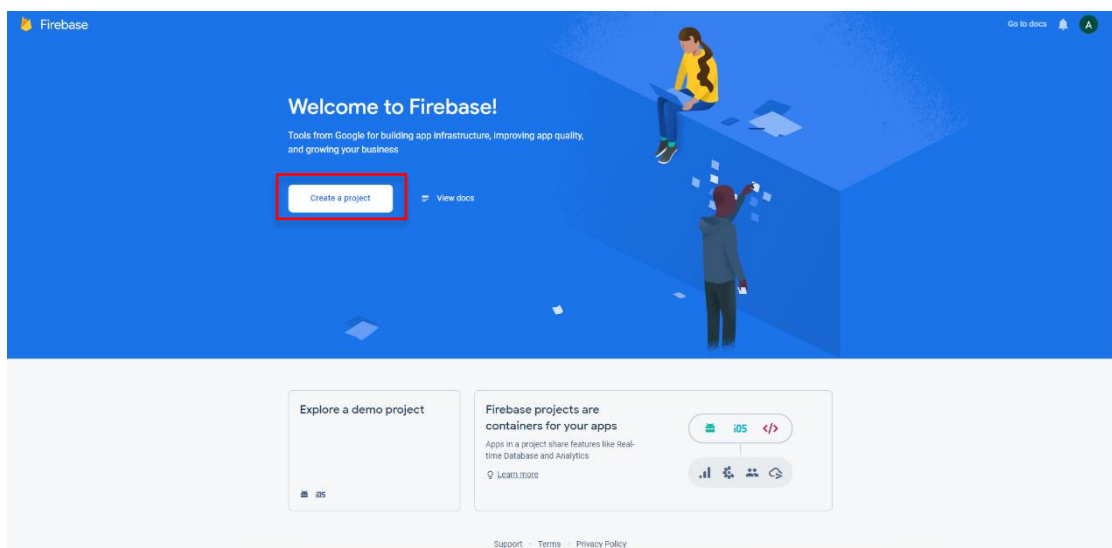 Firebase
Go to docs
A
Welcome to Firebase!
Tools from Google for building app infrastructure, improving app quality,
and growing your business
Create a project
View docs
Explore a demo project
iOS
Firebase projects are
containers for your apps
Apps in a project share features like Real-
time Database and Analytics
Learn more
iOS </>
Support · Terms · Privacy Policy